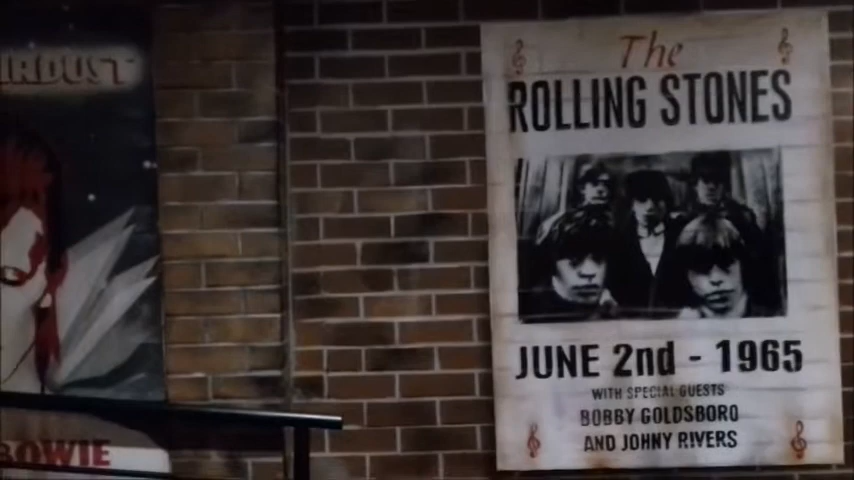 IRDUST
BOWIE
The
ROLLING STONES
JUNE 2nd - 1965
WITH SPECIAL GUESTS
BOBBY GOLDSBORO
AND JOHNY RIVERS